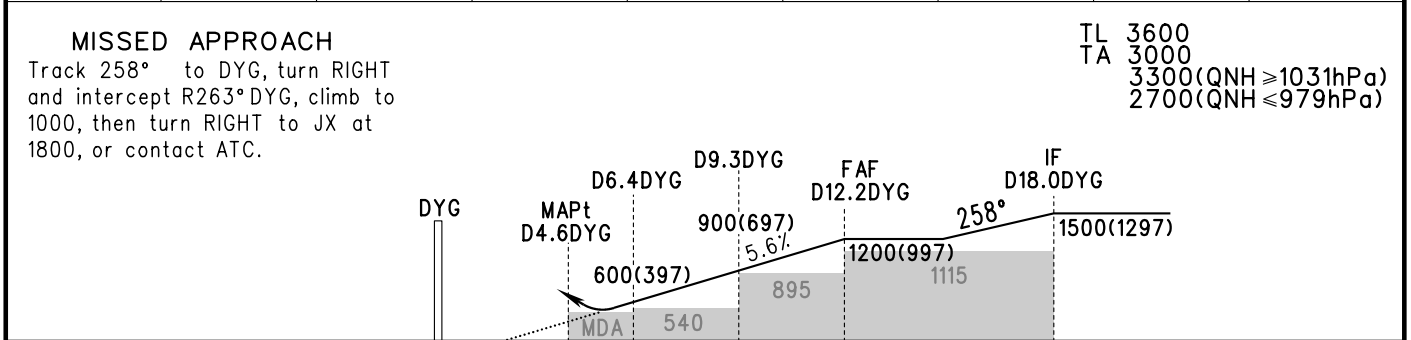 MISSED APPROACH
Track 258° to DYG, turn RIGHT
and intercept R263° DYG, climb to
1000, then turn RIGHT to JX at
1800, or contact ATC.
TL 3600
TA 3000
3300(QNH ≥1031hPa)
2700(QNH ≤979hPa)
DYG
MAPt
D4.6DYG
D6.4DYG
D9.3DYG
FAF
D12.2DYG
IF
D18.0DYG
600(397)
900(697)
5.6%
1200(997)
258°
1500(1297)
MDA
540
895
1115